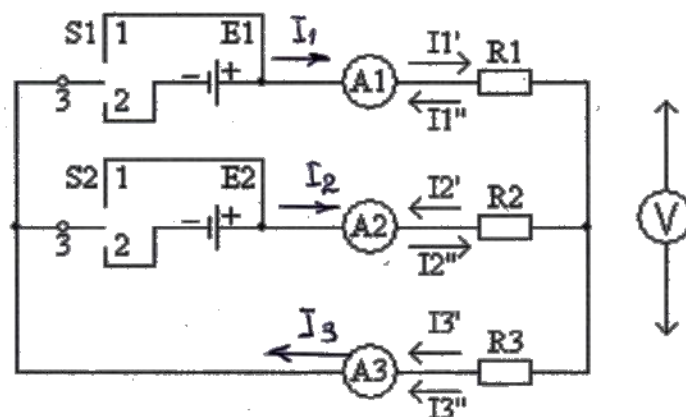 S1 1 E1 I₁ I1' R1
A1
3 2 - + I1"
S2 1 E2 I₂ I2' R2
A2 V
3 2 - + I2"
I₃ I3' R3
A3
I3"